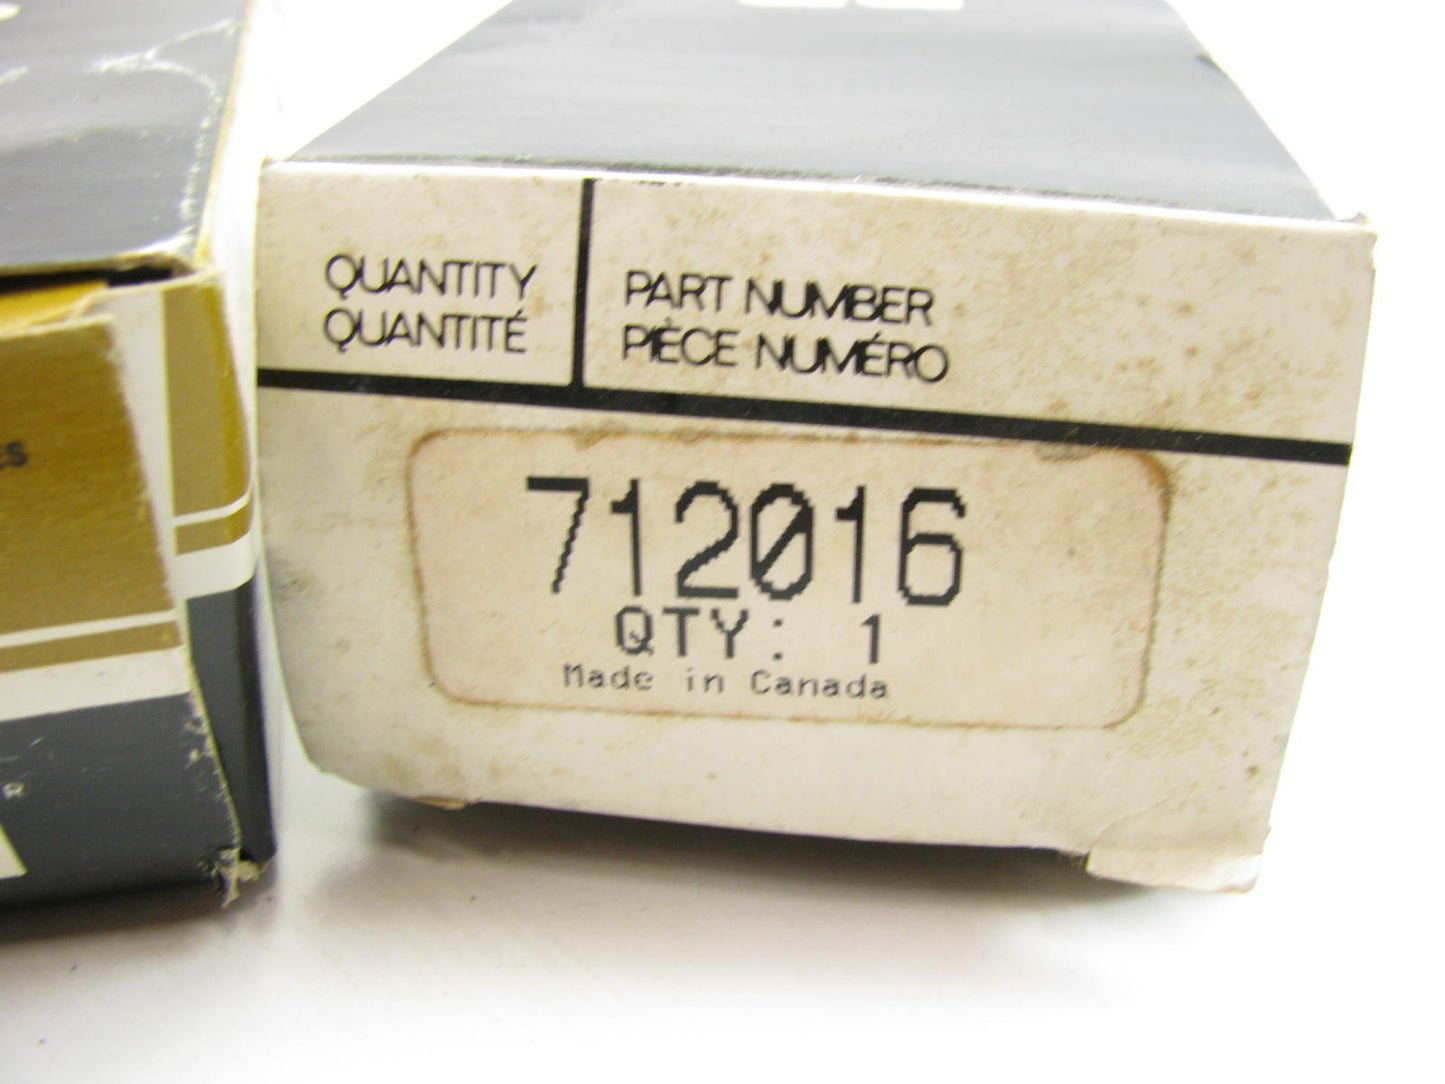 QUANTITY
QUANTITÉ
PART NUMBER
PIÈCE NUMÉRO
712016
QTY: 1
Made in Canada